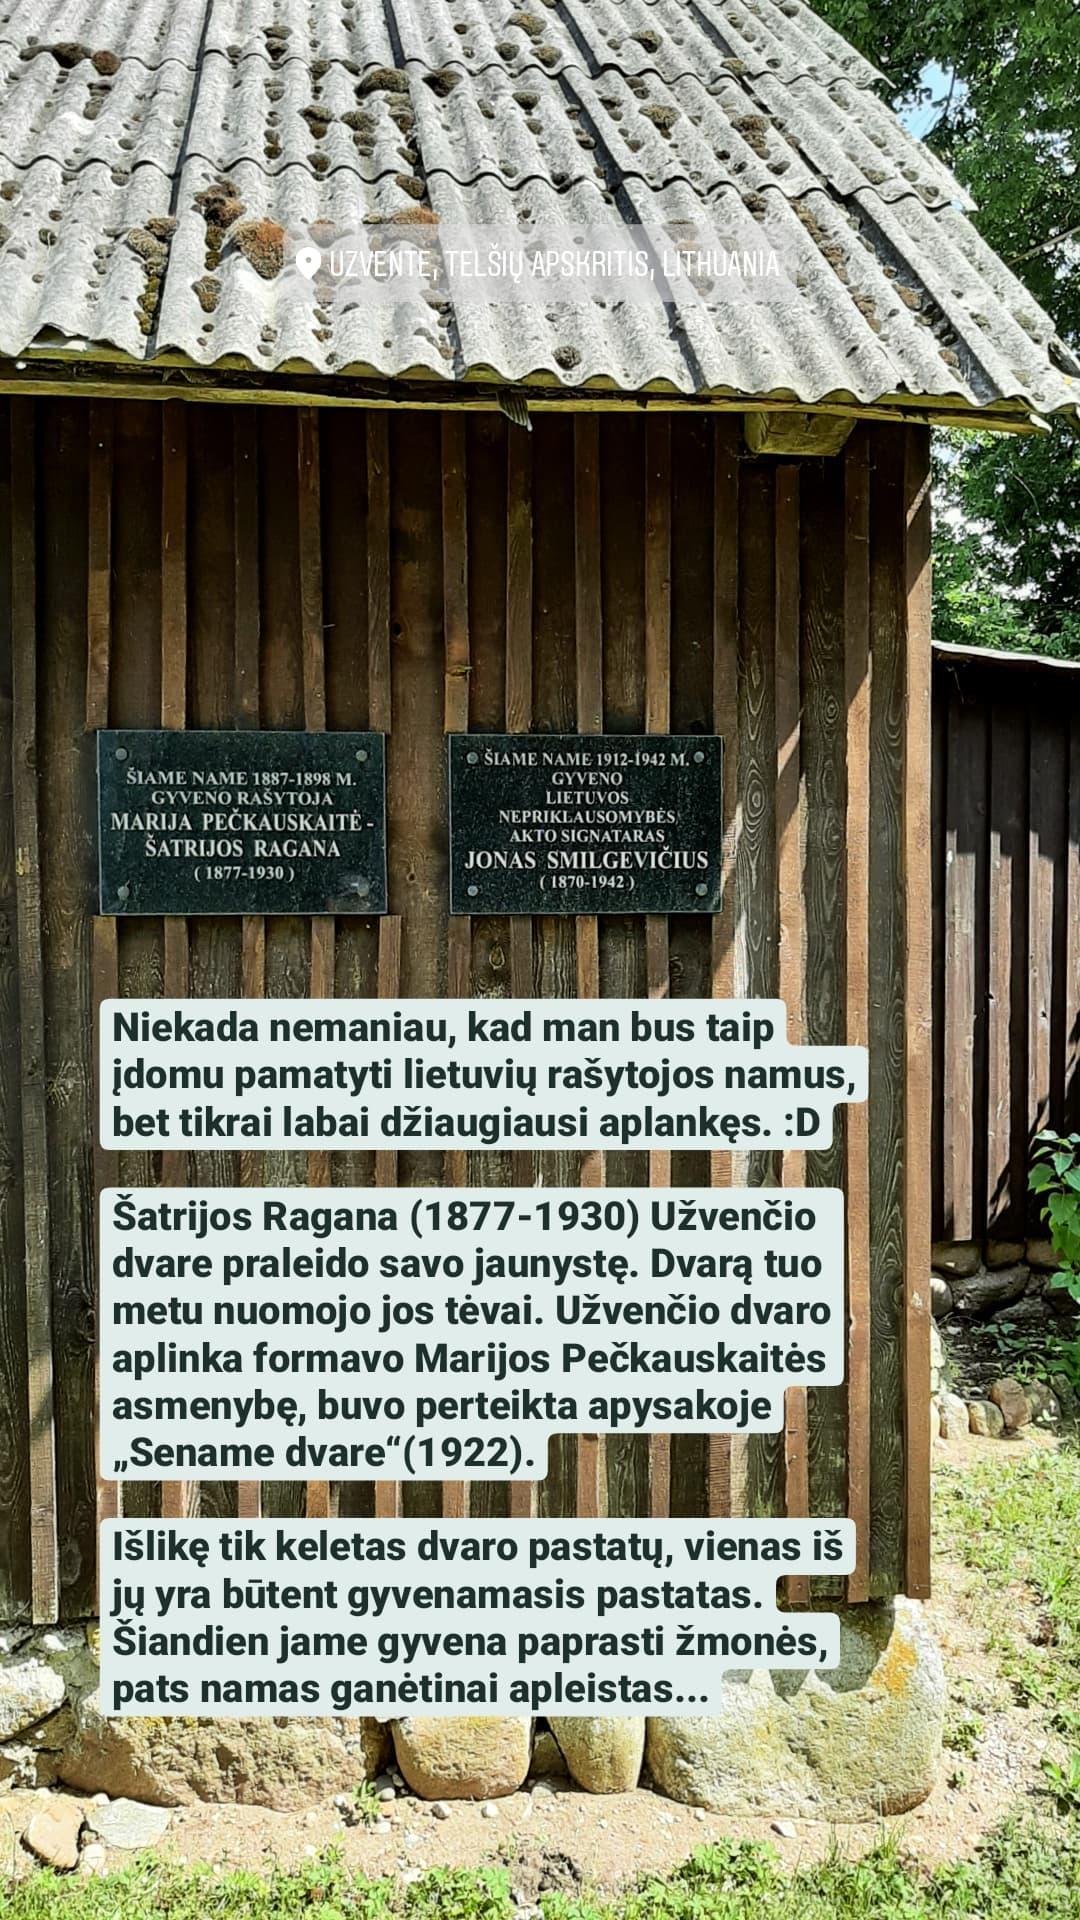 UZVENTE, TELŠIŲ APSKRITIS, LITHUANIA
ŠIAME NAME 1887-1898 M.
GYVENO RAŠYTOJA
MARIJA PEČKAUSKAITĖ -
ŠATRIJOS RAGANA
( 1877-1930 )
ŠIAME NAME 1912-1942 M.
GYVENO
LIETUVOS
NEPRIKLAUSOMYBĖS
AKTO SIGNATARAS
JONAS SMILGEVIČIUS
( 1870-1942 )
Niekada nemaniau, kad man bus taip
įdomu pamatyti lietuvių rašytojos namus,
bet tikrai labai džiaugiausi aplankęs. :D
Šatrijos Ragana (1877-1930) Užvenčio
dvare praleido savo jaunystę. Dvarą tuo
metu nuomojo jos tėvai. Užvenčio dvaro
aplinka formavo Marijos Pečkauskaitės
asmenybę, buvo perteikta apysakoje
„Sename dvare“(1922).
Išlikę tik keletas dvaro pastatų, vienas iš
jų yra būtent gyvenamasis pastatas.
Šiandien jame gyvena paprasti žmonės,
pats namas ganėtinai apleistas...